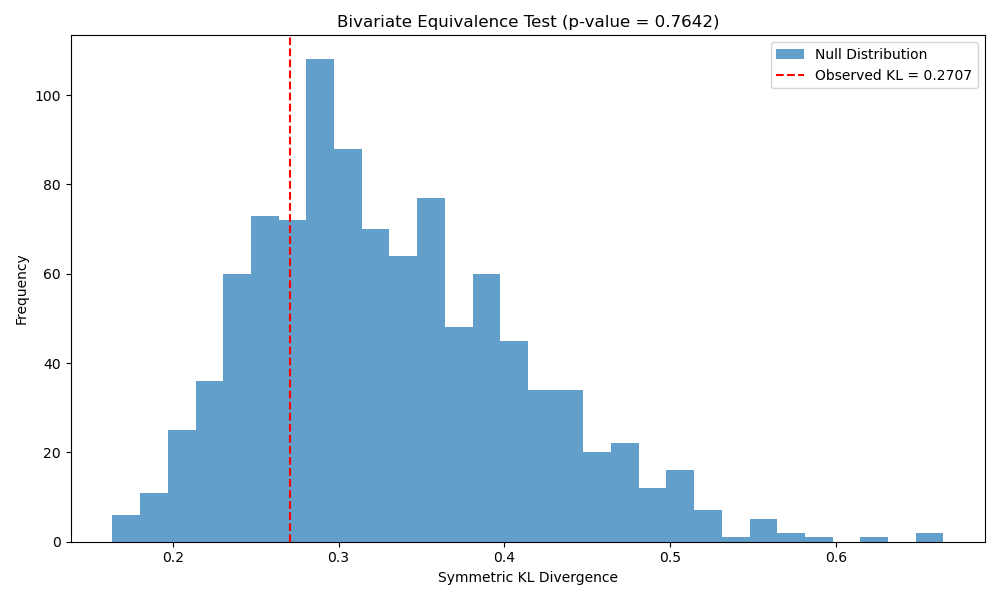 Bivariate Equivalence Test (p-value = 0.7642)
Null Distribution
Observed KL = 0.2707
Frequency
100
80
60
40
20
0
0.2 0.3 0.4 0.5 0.6
Symmetric KL Divergence